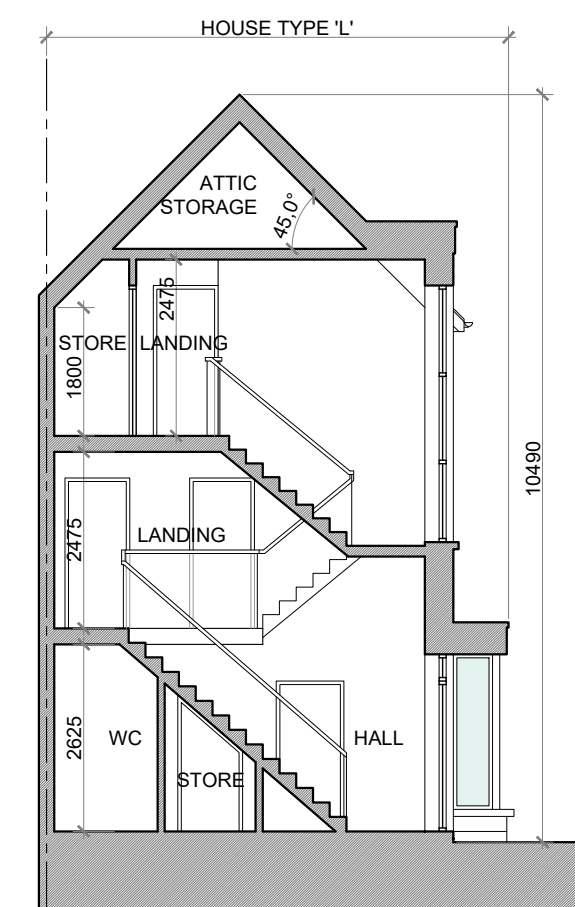 HOUSE TYPE 'L'
ATTIC
STORAGE
45,0°
2475
STORE
LANDING
1800
10490
LANDING
2475
2625
WC
HALL
STORE